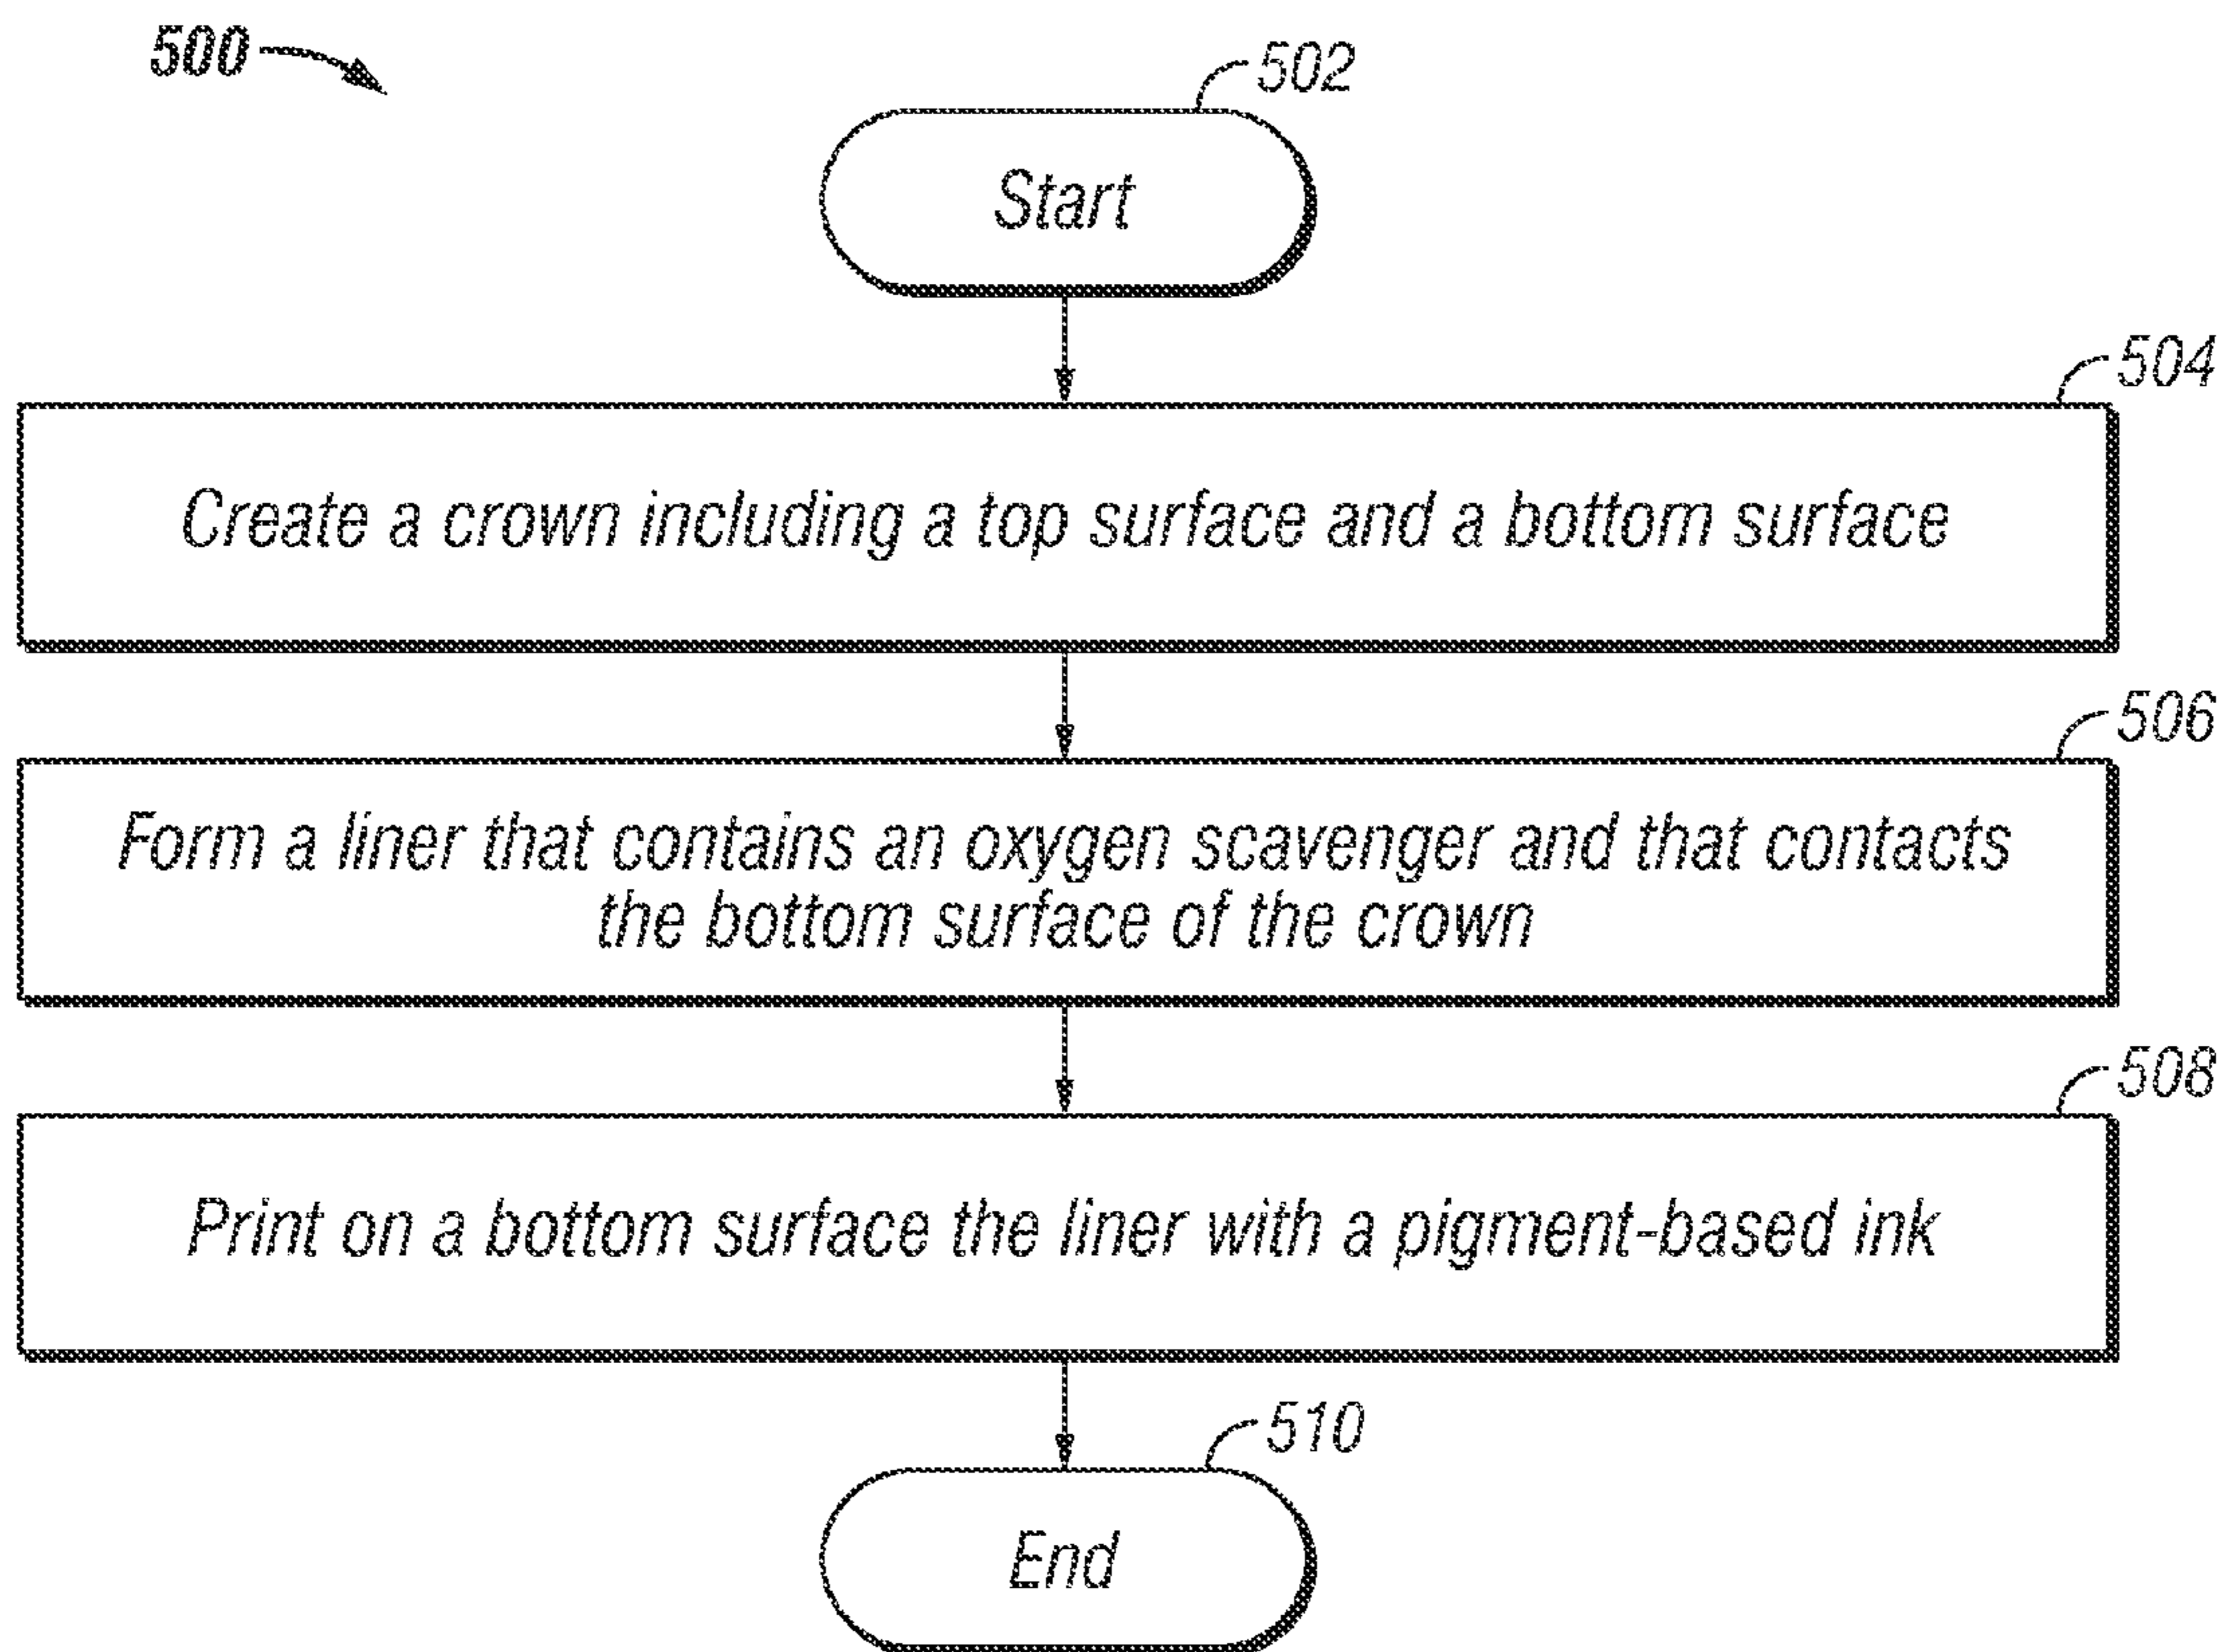 500
502
Start
504
Create a crown including a top surface and a bottom surface
506
Form a liner that contains an oxygen scavenger and that contacts
the bottom surface of the crown
508
Print on a bottom surface the liner with a pigment-based ink
510
End